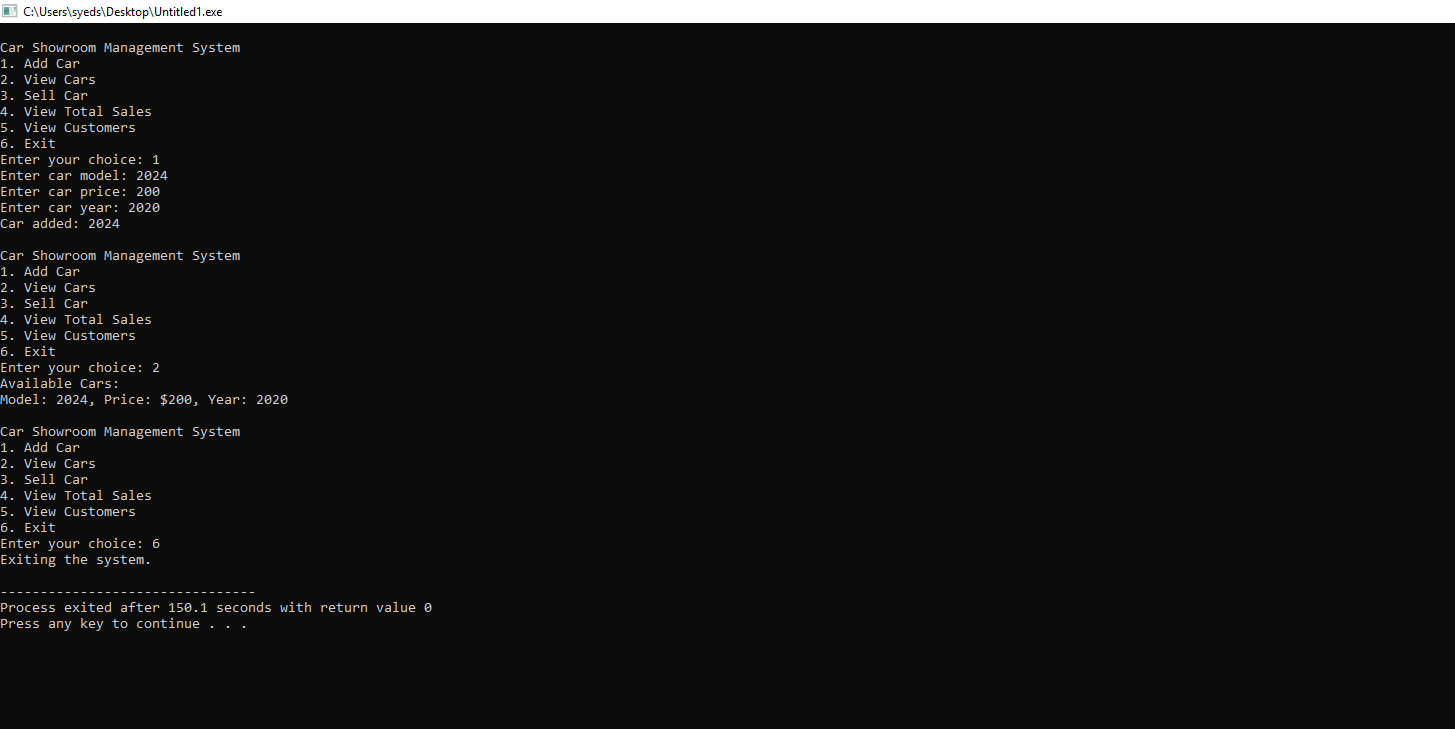 C:\Users\syeds\Desktop\Untitled1.exe
Car Showroom Management System
1. Add Car
2. View Cars
3. Sell Car
4. View Total Sales
5. View Customers
6. Exit
Enter your choice: 1
Enter car model: 2024
Enter car price: 200
Enter car year: 2020
Car added: 2024
Car Showroom Management System
1. Add Car
2. View Cars
3. Sell Car
4. View Total Sales
5. View Customers
6. Exit
Enter your choice: 2
Available Cars:
Model: 2024, Price: $200, Year: 2020
Car Showroom Management System
1. Add Car
2. View Cars
3. Sell Car
4. View Total Sales
5. View Customers
6. Exit
Enter your choice: 6
Exiting the system.
--------------------------------
Process exited after 150.1 seconds with return value 0
Press any key to continue . . .